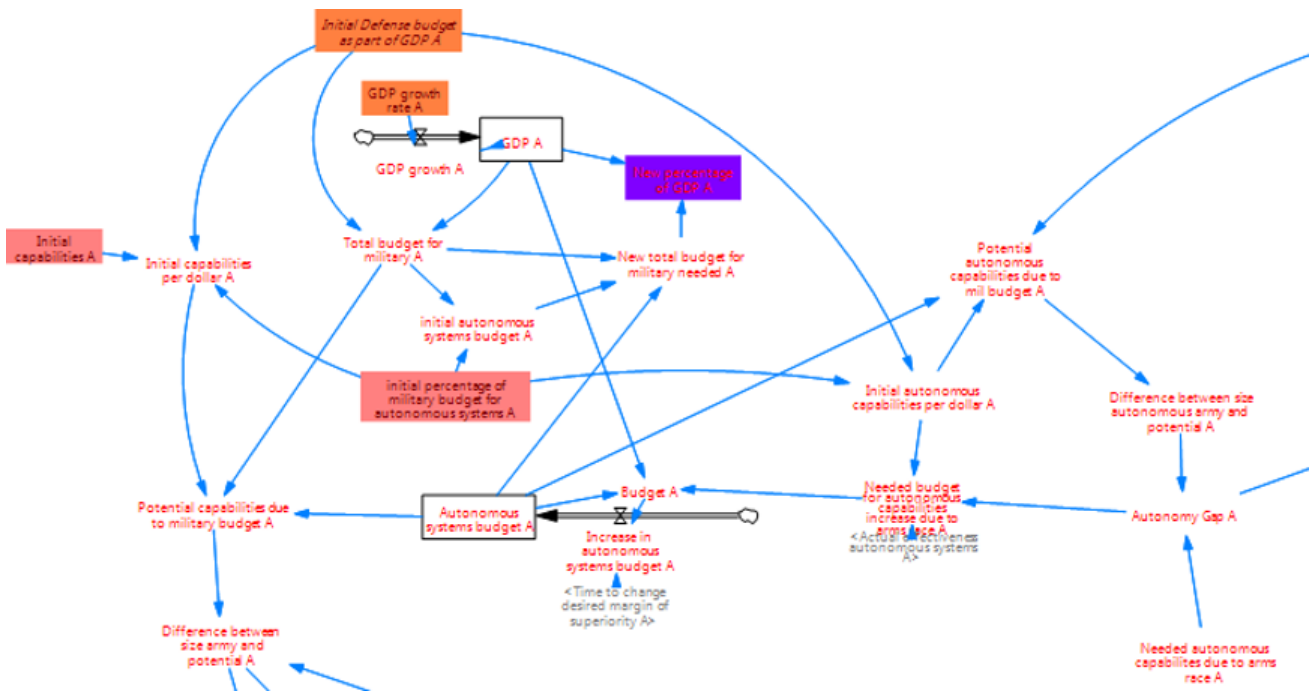 Initial Defense budget
as part of GDP A
GDP growth
rate A
GDP A
GDP growth A
New percentage
of GDP A
Initial
capabilities A
Initial capabilities
per dollar A
Total budget for
military A
New total budget for
military needed A
Potential
autonomous
capabilities due to
mil budget A
initial autonomous
systems budget A
initial percentage of
military budget for
autonomous systems A
Initial autonomous
capabilities per dollar A
Difference between size
autonomous army and
potential A
Potential capabilities due
to military budget A
Autonomous
systems budget A
Budget A
Needed budget
for autonomous
capabilities
increase due to
arms race A
<Actual effectiveness
autonomous systems
A>
Autonomy Gap A
Increase in
autonomous
systems budget A
<Time to change
desired margin of
superiority A>
Difference between
size army and
potential A
Needed autonomous
capabilites due to arms
race A